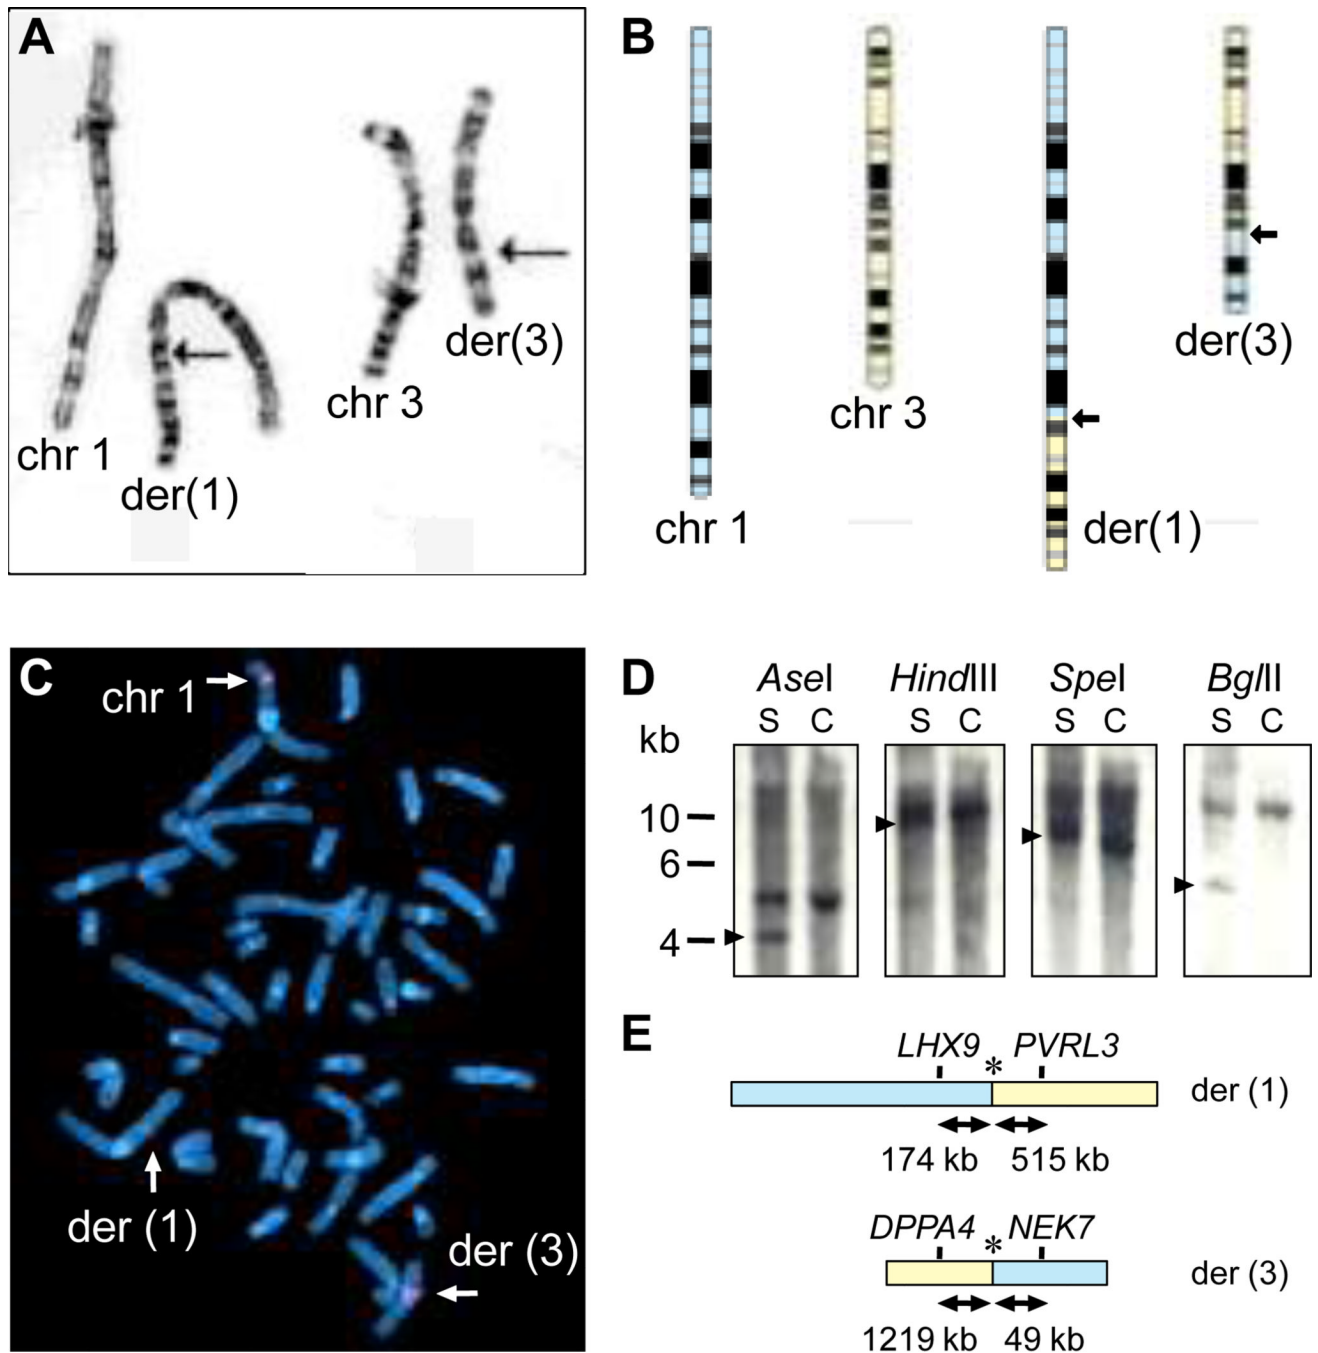 A
chr 1
der(1)
chr 3
der(3)
B
chr 1
chr 3
der(1)
der(3)
C
chr 1
der (1)
der (3)
D
AseI HindIII SpeI BglII
S C S C S C S C
kb
10
6
4
E
LHX9 * PVRL3
der (1)
174 kb 515 kb
DPPA4 * NEK7
der (3)
1219 kb 49 kb